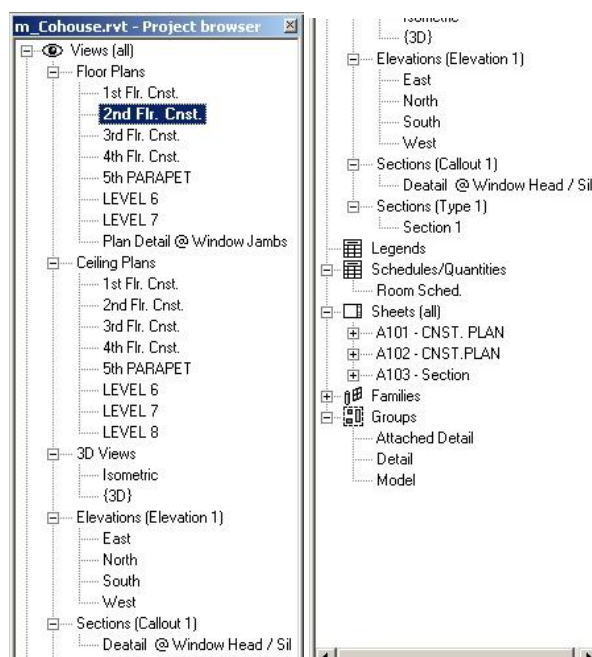 m_Cohouse.rvt - Project browser
Views (all)
Floor Plans
1st Flr. Cnst.
2nd Flr. Cnst.
3rd Flr. Cnst.
4th Flr. Cnst.
5th PARAPET
LEVEL 6
LEVEL 7
Plan Detail @ Window Jambs
Ceiling Plans
1st Flr. Cnst.
2nd Flr. Cnst.
3rd Flr. Cnst.
4th Flr. Cnst.
5th PARAPET
LEVEL 6
LEVEL 7
LEVEL 8
3D Views
Isometric
{3D}
Elevations (Elevation 1)
East
North
South
West
Sections (Callout 1)
Deatail @ Window Head / Sil
Isometric
{3D}
Elevations (Elevation 1)
East
North
South
West
Sections (Callout 1)
Deatail @ Window Head / Sil
Sections (Type 1)
Section 1
Legends
Schedules/Quantities
Room Sched.
Sheets (all)
A101 - CNST. PLAN
A102 - CNST.PLAN
A103 - Section
Families
Groups
Attached Detail
Detail
Model